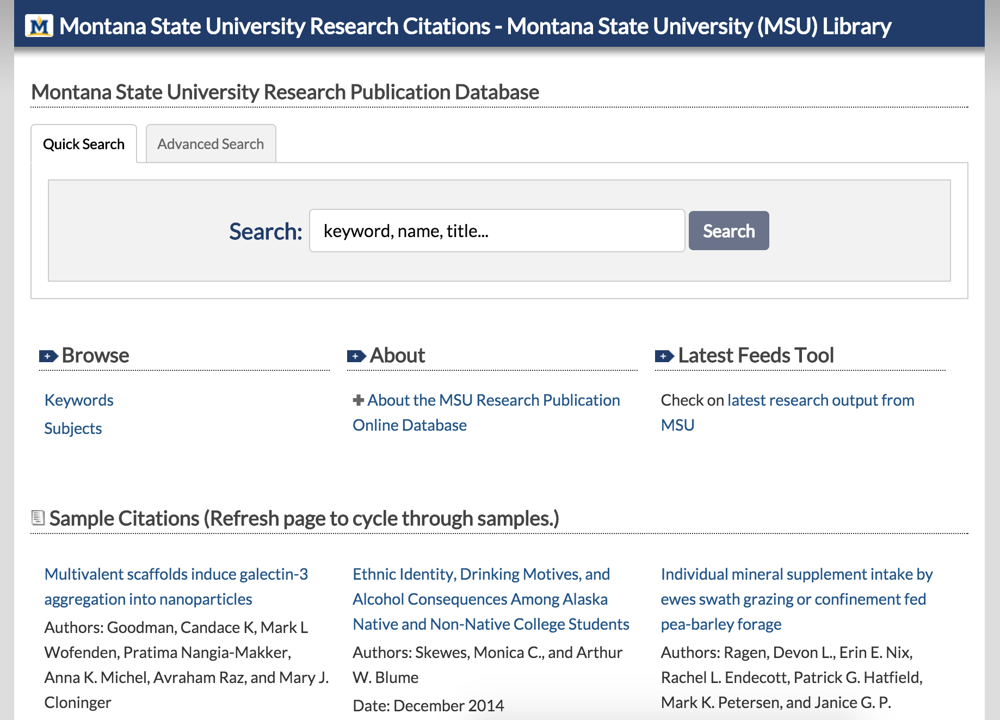 M Montana State University Research Citations - Montana State University (MSU) Library
Montana State University Research Publication Database
Quick Search
Advanced Search
Search: keyword, name, title... Search
Browse
Keywords
Subjects
About
About the MSU Research Publication
Online Database
Latest Feeds Tool
Check on latest research output from
MSU
Sample Citations (Refresh page to cycle through samples.)
Multivalent scaffolds induce galectin-3
aggregation into nanoparticles
Authors: Goodman, Candace K, Mark L
Wofenden, Pratima Nangia-Makker,
Anna K. Michel, Avraham Raz, and Mary J.
Cloninger
Ethnic Identity, Drinking Motives, and
Alcohol Consequences Among Alaska
Native and Non-Native College Students
Authors: Skewes, Monica C., and Arthur
W. Blume
Date: December 2014
Individual mineral supplement intake by
ewes swath grazing or confinement fed
pea-barley forage
Authors: Ragen, Devon L., Erin E. Nix,
Rachel L. Endecott, Patrick G. Hatfield,
Mark K. Petersen, and Janice G. P.